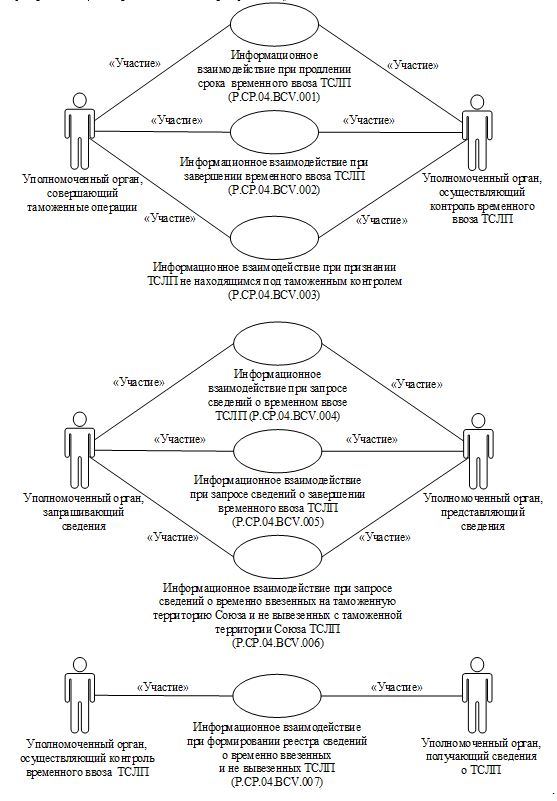 Информационное
взаимодействие при продлении
срока временного ввоза ТСЛП
(P.CP.04.BCV.001)
«Участие»
«Участие»
«Участие»
«Участие»
Информационное взаимодействие при
завершении временного ввоза ТСЛП
(P.CP.04.BCV.002)
Уполномоченный орган,
совершающий
таможенные операции
Уполномоченный орган,
осуществляющий
контроль временного
ввоза ТСЛП
«Участие»
«Участие»
Информационное взаимодействие при признании
ТСЛП не находящимся под таможенным контролем
(P.CP.04.BCV.003)
«Участие»
«Участие»
Информационное
взаимодействие при запросе
сведений о временном ввозе
ТСЛП (P.CP.04.BCV.004)
«Участие»
«Участие»
Информационное взаимодействие
при запросе сведений о завершении
временного ввоза ТСЛП
(P.CP.04.BCV.005)
Уполномоченный орган,
запрашивающий
сведения
Уполномоченный орган,
представляющий
сведения
«Участие»
«Участие»
Информационное взаимодействие при запросе
сведений о временно ввезенных на таможенную
территорию Союза и не вывезенных с таможенной
территории Союза ТСЛП
(P.CP.04.BCV.006)
«Участие»
«Участие»
Информационное взаимодействие
при формировании реестра сведений
о временно ввезенных
и не вывезенных ТСЛП
(P.CP.04.BCV.007)
Уполномоченный орган,
осуществляющий контроль
временного ввоза ТСЛП
Уполномоченный орган,
получающий сведения
о ТСЛП